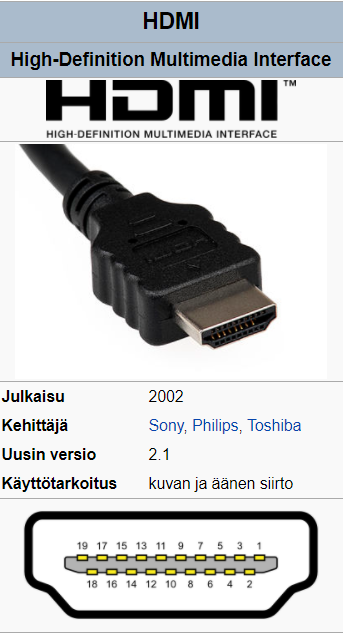 HDMI
High-Definition Multimedia Interface
HDMI™
HIGH-DEFINITION MULTIMEDIA INTERFACE
HDMI
Julkaisu 2002
Kehittäjä Sony, Philips, Toshiba
Uusin versio 2.1
Käyttötarkoitus kuvan ja äänen siirto
19 17 15 13 11 9 7 5 3 1
18 16 14 12 10 8 6 4 2